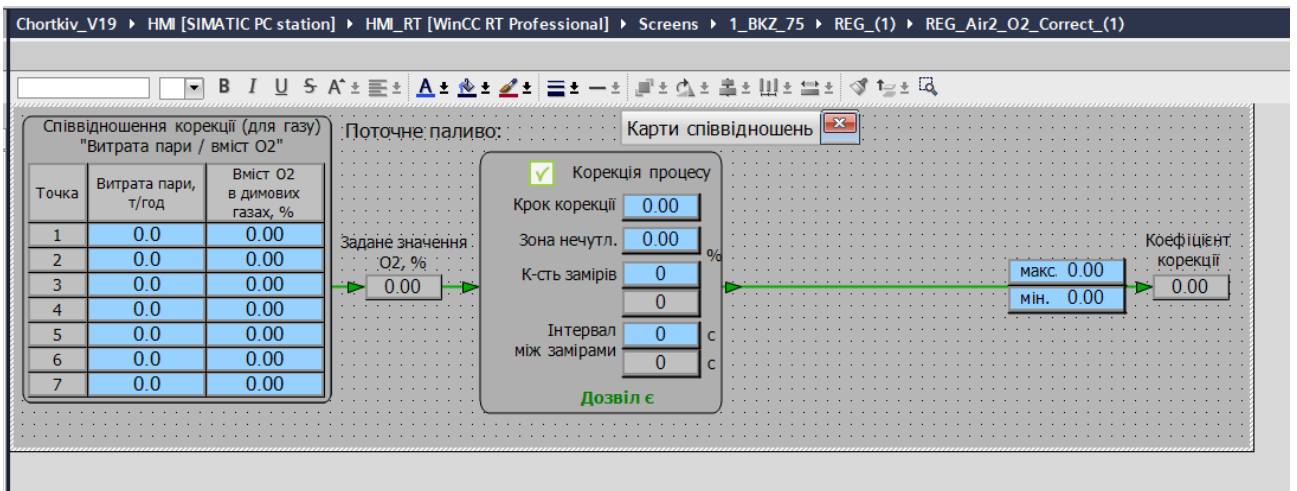 Chortkiv_V19 ▸ HMI [SIMATIC PC station] ▸ HMI_RT [WinCC RT Professional] ▸ Screens ▸ 1_BKZ_75 ▸ REG_(1) ▸ REG_Air2_O2_Correct_(1)
B I U S A
Співвідношення корекції (для газу)
"Витрата пари / вміст О2"
Точка
Витрата пари,
т/год
Вміст О2
в димових
газах, %
1 0.0 0.00
2 0.0 0.00
3 0.0 0.00
4 0.0 0.00
5 0.0 0.00
6 0.0 0.00
7 0.0 0.00
Поточне паливо:
Карти співвідношень
Задане значення
О2, %
0.00
Корекція процесу
Крок корекції 0.00
Зона нечутл. 0.00 %
К-сть замірів 0
0
Інтервал
між замірами
0 с
0 с
Дозвіл є
макс. 0.00
мін. 0.00
Коефіцієнт
корекції
0.00